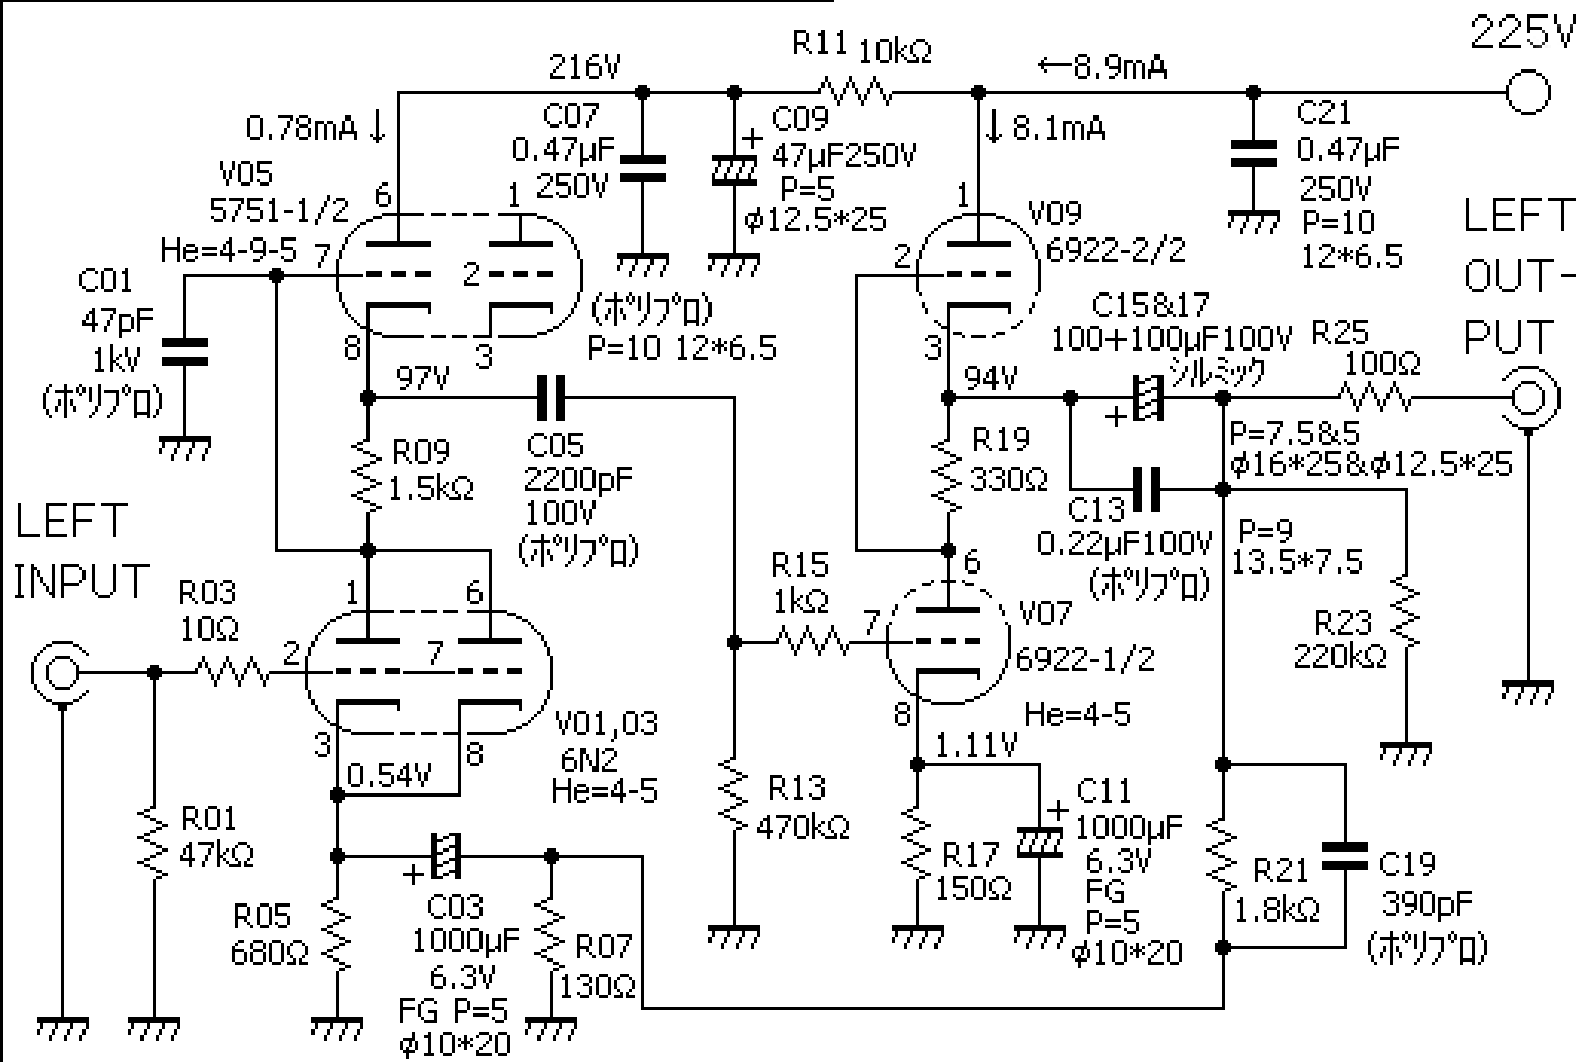 225V
R11 10kΩ
216V
←8.9mA
0.78mA↓
C07
0.47μF
250V
+ C09
47μF250V
P=5
φ12.5*25
↓8.1mA
C21
0.47μF
250V
P=10
12*6.5
V05
5751-1/2
He=4-9-5
6
1
7
2
8
3
(ポリプロ)
P=10 12*6.5
1
2
3
V09
6922-2/2
LEFT
OUT-
PUT
C01
47pF
1kV
(ポリプロ)
97V
94V
C15&17
100+100μF100V
シルミック
+
R25
100Ω
P=7.5&5
φ16*25&φ12.5*25
R09
1.5kΩ
C05
2200pF
100V
(ポリプロ)
R19
330Ω
C13
0.22μF100V
(ポリプロ)
P=9
13.5*7.5
LEFT
INPUT
R03
10Ω
1
6
2
7
3
8
R15
1kΩ
6
7
8
V07
6922-1/2
He=4-5
R23
220kΩ
V01,03
6N2
He=4-5
0.54V
1.11V
R01
47kΩ
R13
470kΩ
R17
150Ω
+ C11
1000μF
6.3V
FG
P=5
φ10*20
R21
1.8kΩ
C19
390pF
(ポリプロ)
R05
680Ω
+
C03
1000μF
6.3V
FG P=5
φ10*20
R07
130Ω